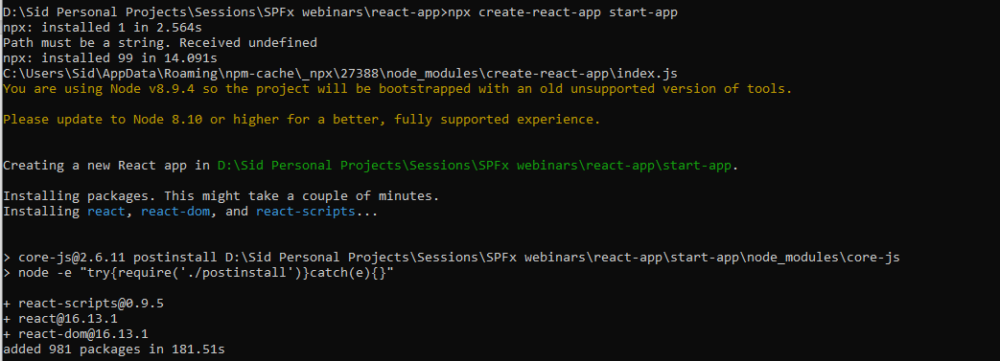 D:\Sid Personal Projects\Sessions\SPFx webinars\react-app>npx create-react-app start-app
npx: installed 1 in 2.564s
Path must be a string. Received undefined
npx: installed 99 in 14.091s
C:\Users\Sid\AppData\Roaming\npm-cache\_npx\27388\node_modules\create-react-app\index.js
You are using Node v8.9.4 so the project will be bootstrapped with an old unsupported version of tools.
Please update to Node 8.10 or higher for a better, fully supported experience.
Creating a new React app in D:\Sid Personal Projects\Sessions\SPFx webinars\react-app\start-app.
Installing packages. This might take a couple of minutes.
Installing react, react-dom, and react-scripts...
> core-js@2.6.11 postinstall D:\Sid Personal Projects\Sessions\SPFx webinars\react-app\start-app\node_modules\core-js
> node -e "try{require('./postinstall')}catch(e){}"
+ react-scripts@0.9.5
+ react@16.13.1
+ react-dom@16.13.1
added 981 packages in 181.51s